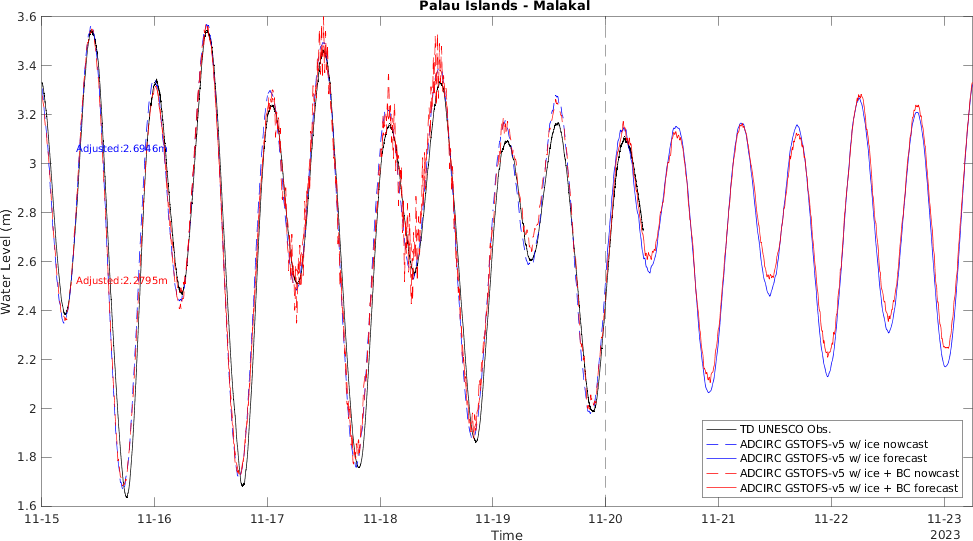 Palau Islands - Malakal
3.6
3.4
3.2
3
2.8
2.6
2.4
2.2
2
1.8
1.6
Water Level (m)
Adjusted:2.6946m
Adjusted:2.2795m
TD UNESCO Obs.
ADCIRC GSTOFS-v5 w/ ice nowcast
ADCIRC GSTOFS-v5 w/ ice forecast
ADCIRC GSTOFS-v5 w/ ice + BC nowcast
ADCIRC GSTOFS-v5 w/ ice + BC forecast
11-15 11-16 11-17 11-18 11-19 11-20 11-21 11-22 11-23
Time
2023